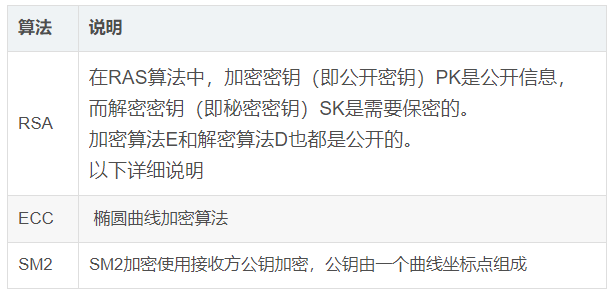 算法 说明
RSA
在RAS算法中，加密密钥（即公开密钥）PK是公开信息，
而解密密钥（即秘密密钥）SK是需要保密的。
加密算法E和解密算法D也都是公开的。
以下详细说明
ECC 椭圆曲线加密算法
SM2 SM2加密使用接收方公钥加密，公钥由一个曲线坐标点组成